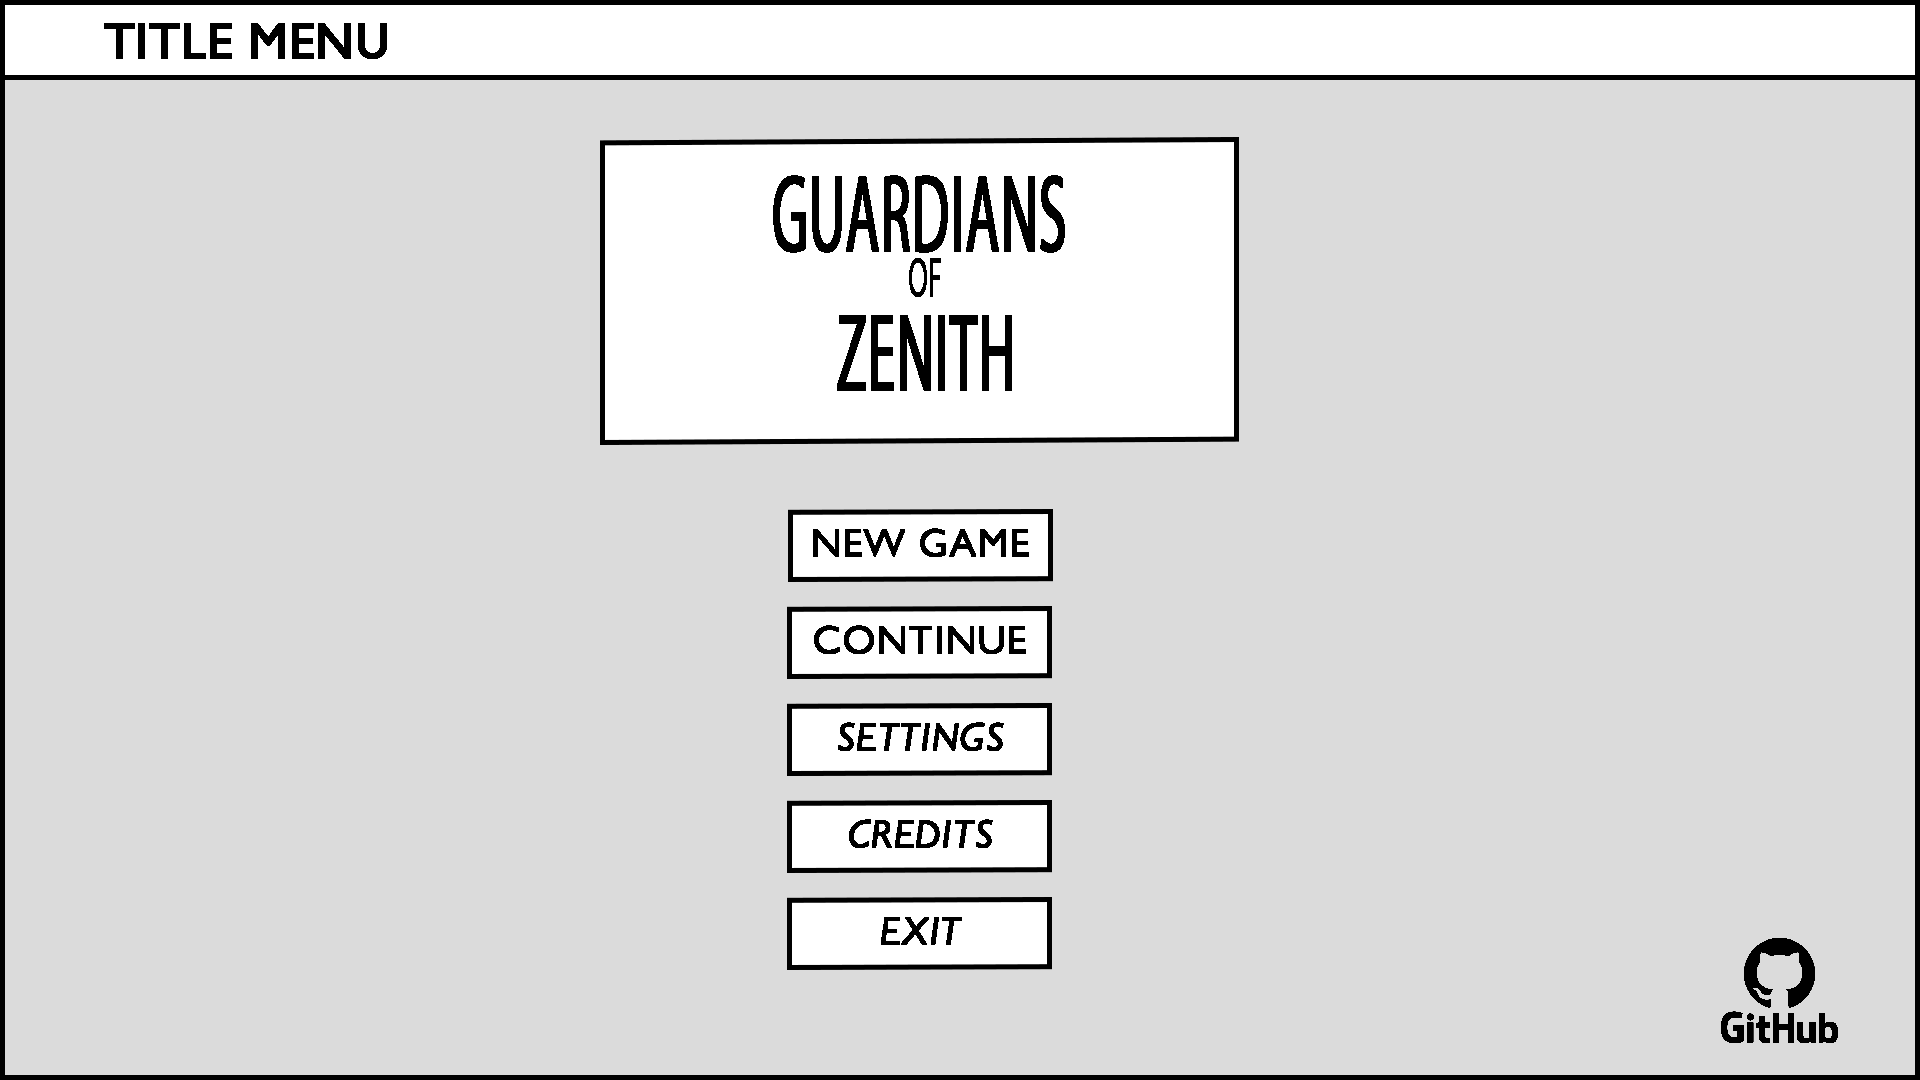 TITLE MENU
GUARDIANS
OF
ZENITH
NEW GAME
CONTINUE
SETTINGS
CREDITS
EXIT
GitHub